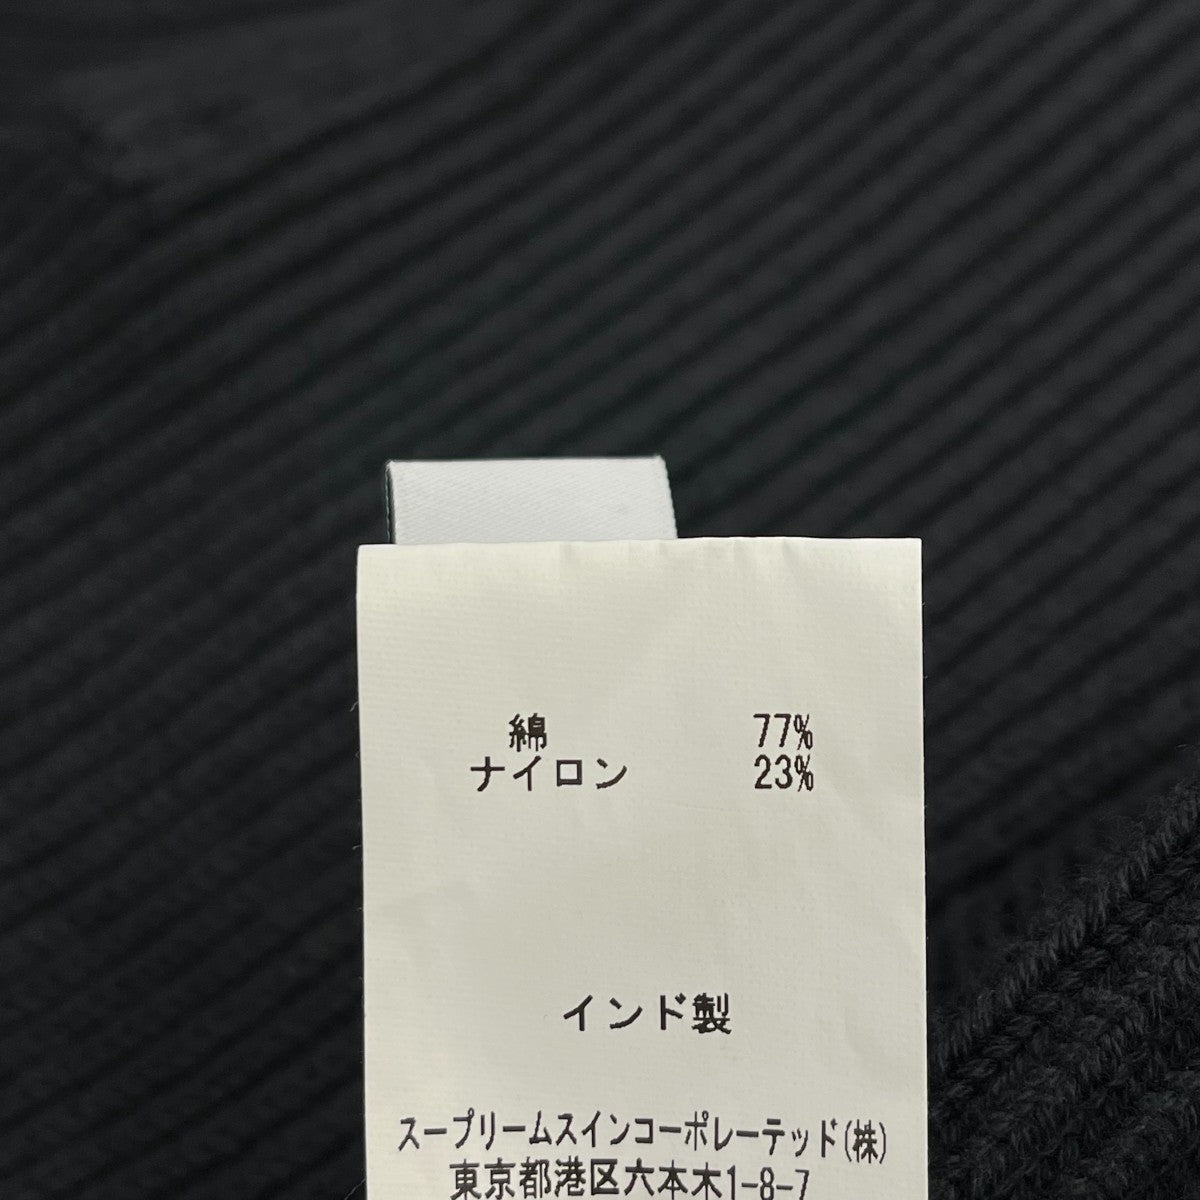 綿 77%
ナイロン 23%
インド製
スープリームスインコーポレーテッド(株)
東京都港区六本木1-8-7